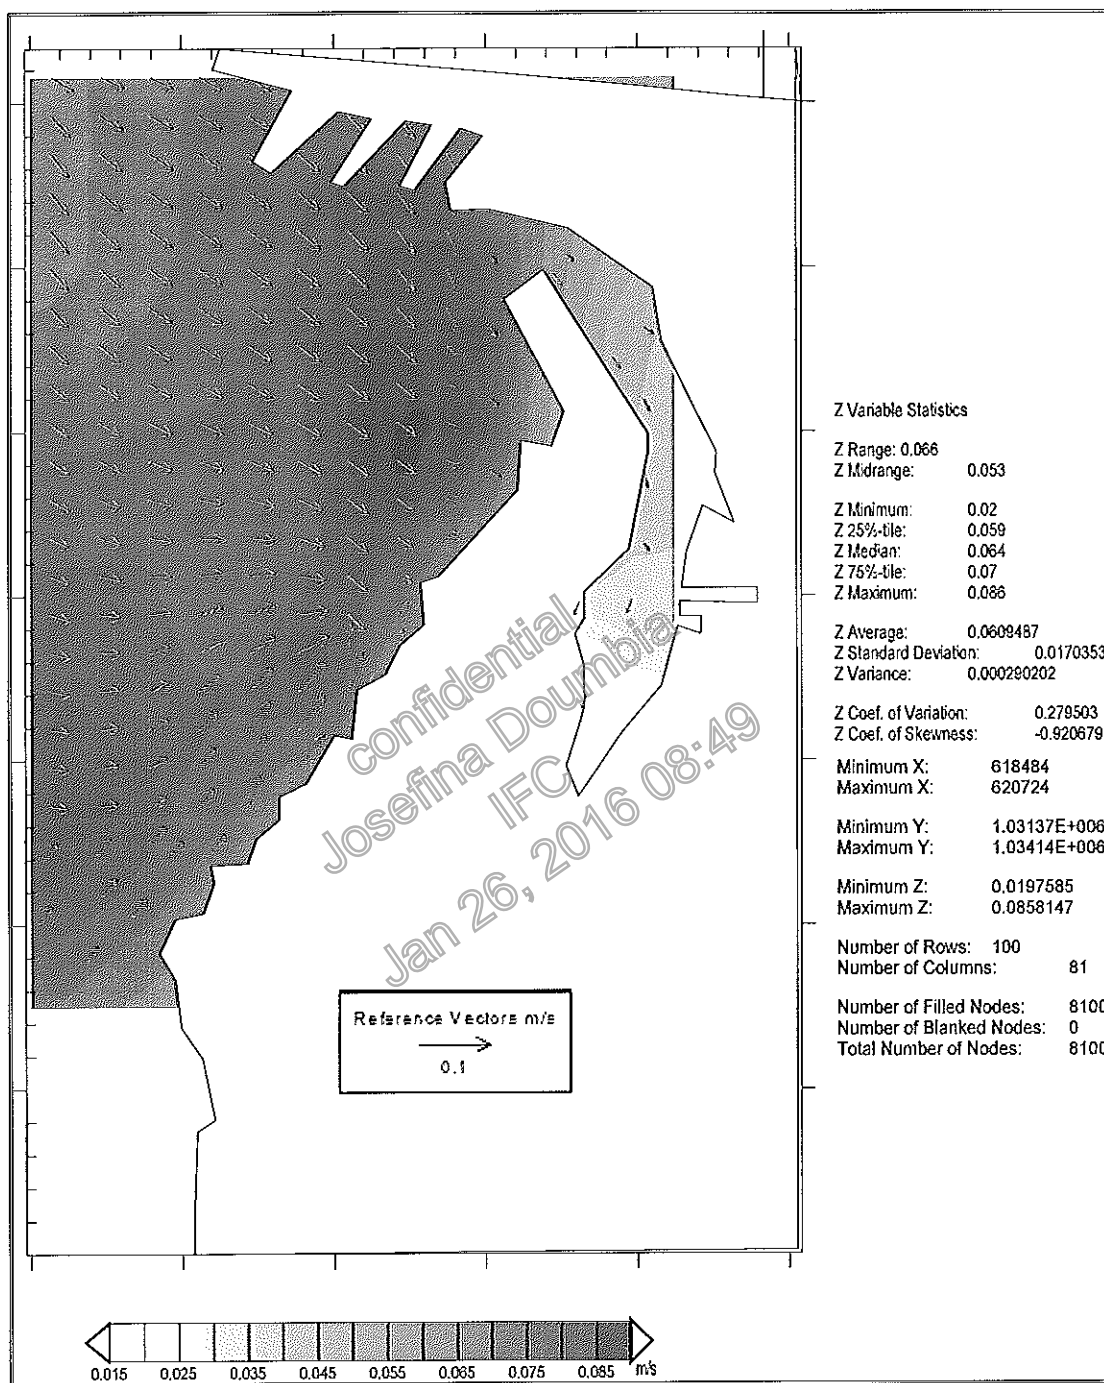 Z Variable Statistics
Z Range: 0.066
Z Midrange: 0.053
Z Minimum: 0.02
Z 25%-tile: 0.059
Z Median: 0.064
Z 75%-tile: 0.07
Z Maximum: 0.086
Z Average: 0.0609487
Z Standard Deviation: 0.0170353
Z Variance: 0.000290202
Z Coef. of Variation: 0.279503
Z Coef. of Skewness: -0.920679
Minimum X: 618484
Maximum X: 620724
Minimum Y: 1.03137E+006
Maximum Y: 1.03414E+006
Minimum Z: 0.0197585
Maximum Z: 0.0858147
Number of Rows: 100
Number of Columns: 81
Number of Filled Nodes: 8100
Number of Blanked Nodes: 0
Total Number of Nodes: 8100
confidential
Josefina Doumbia
IFC
Jan 26, 2016 08:49
Reference Vectors m/s
0.1
0.015 0.025 0.035 0.045 0.055 0.065 0.075 0.085 m/s